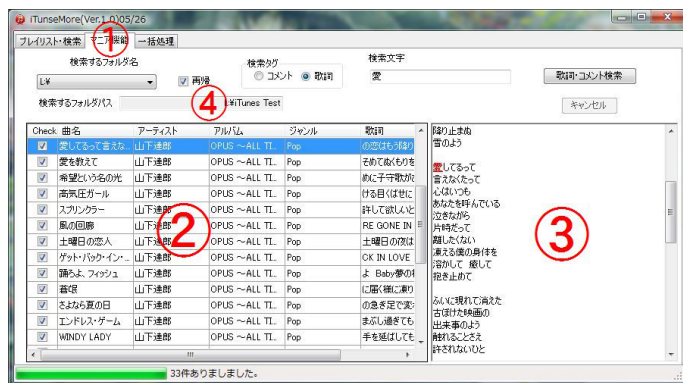 iTunseMore(Ver.1.0)05/26
プレイリスト・検索 マニア機能 一括処理
①
検索するフォルダ名
L:¥
再帰
検索タグ
コメント 歌詞
検索文字
愛
歌詞・コメント検索
検索するフォルダパス
L:¥iTunes Test
④
キャンセル
Check 曲名 アーティスト アルバム ジャンル 歌詞
愛してるって言えな... 山下達郎 OPUS ～ALL TI... Pop の恋はもう降り
愛を教えて 山下達郎 OPUS ～ALL TI... Pop そめてぬくもりを
希望という名の光 山下達郎 OPUS ～ALL TI... Pop めに子守歌が
高気圧ガール 山下達郎 OPUS ～ALL TI... Pop ける目くばせに
スプリンクラー 山下達郎 OPUS ～ALL TI... Pop 許して欲しいと
風の回廊 山下達郎 OPUS ～ALL TI... Pop RE GONE IN
土曜日の恋人 山下達郎 OPUS ～ALL TI... Pop 土曜日の夜は
ゲット・バック・イン・... 山下達郎 OPUS ～ALL TI... Pop CK IN LOVE
踊ろよ、フィッシュ 山下達郎 OPUS ～ALL TI... Pop よ Baby夢の
蒼氓 山下達郎 OPUS ～ALL TI... Pop に届く様に凍り
さよなら夏の日 山下達郎 OPUS ～ALL TI... Pop の急ぎ足で変
エンドレス・ゲーム 山下達郎 OPUS ～ALL TI... Pop まぶし過ぎても
WINDY LADY 山下達郎 OPUS ～ALL TI... Pop 手を延ばしても
②
降り止まぬ
雪のよう
愛してるって
言えなくたって
心はいつも
あなたを呼んでいる
泣きながら
片時だって
離したくない
凍える僕の身体を
溶かして 癒して
抱き止めて
ふいに現れて消えた
古ぼけた映画の
出来事のよう
触れることさえ
許されないひと
③
33件ありましました。